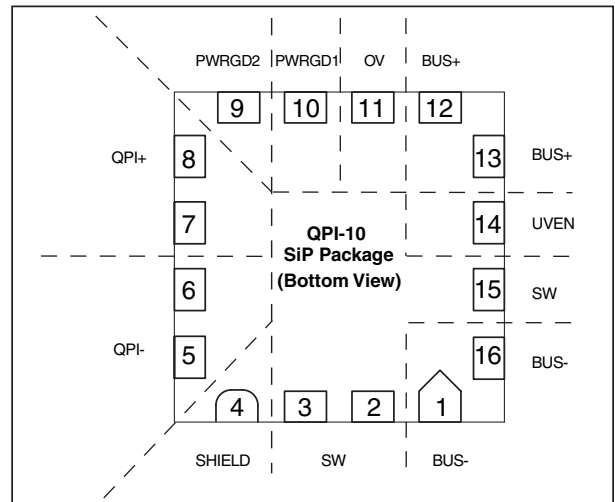 PWRGD2 PWRGD1 OV BUS+
9 10 11 12
QPI+ 8 13 BUS+
7 14 UVEN
QPI-10
SiP Package
(Bottom View)
6 15 SW
QPI- 5 16 BUS-
4 3 2 1
SHIELD SW BUS-